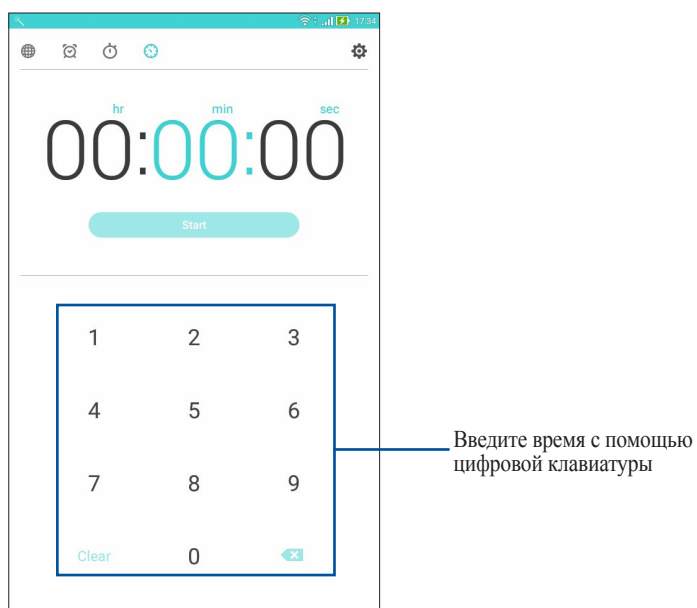 17:34
hr min sec
00:00:00
Start
1 2 3
4 5 6
Введите время с помощью
цифровой клавиатуры
7 8 9
Clear 0